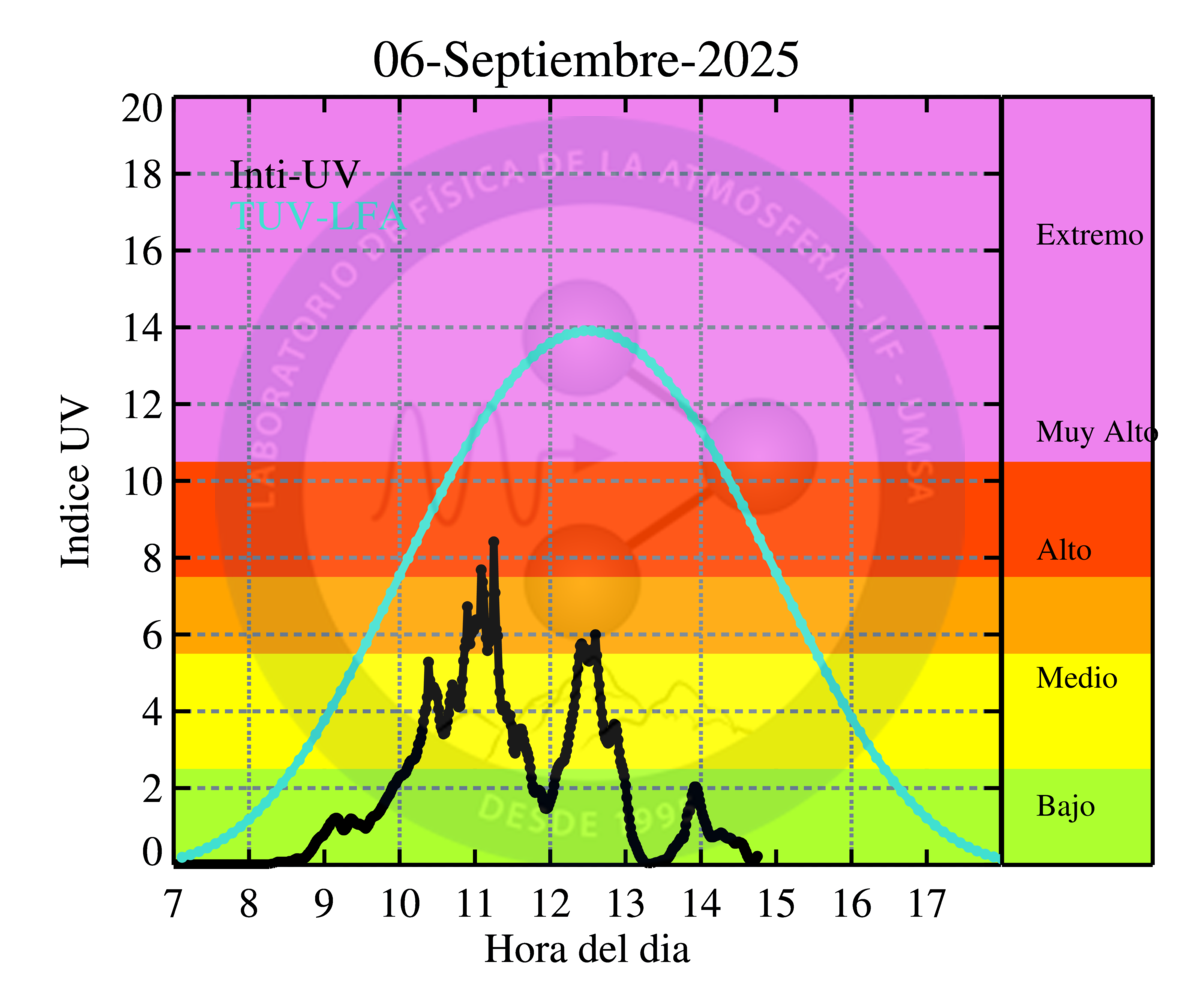 06-Septiembre-2025
Inti-UV
TUV-LFA
Indice UV
20
18
16
14
12
10
8
6
4
2
0
7 8 9 10 11 12 13 14 15 16 17
Hora del dia
Extremo
Muy Alto
Alto
Medio
Bajo
LABORATORIO DE FÍSICA DE LA ATMÓSFERA - IIF - UMSA